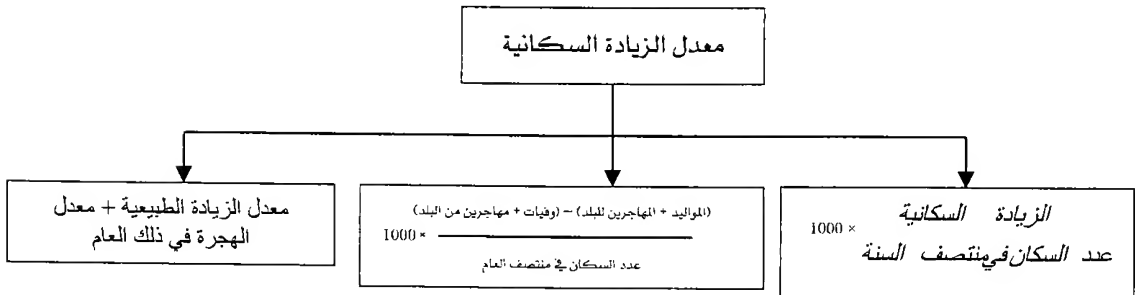 معدل الزيادة السكانية
الزيادة السكانية
× 1000
عدد السكان في منتصف السنة
(المواليد + المهاجرين للبلد) – (وفيات + مهاجرين من البلد)
× 1000
عدد السكان في منتصف العام
معدل الزيادة الطبيعية + معدل
الهجرة في ذلك العام